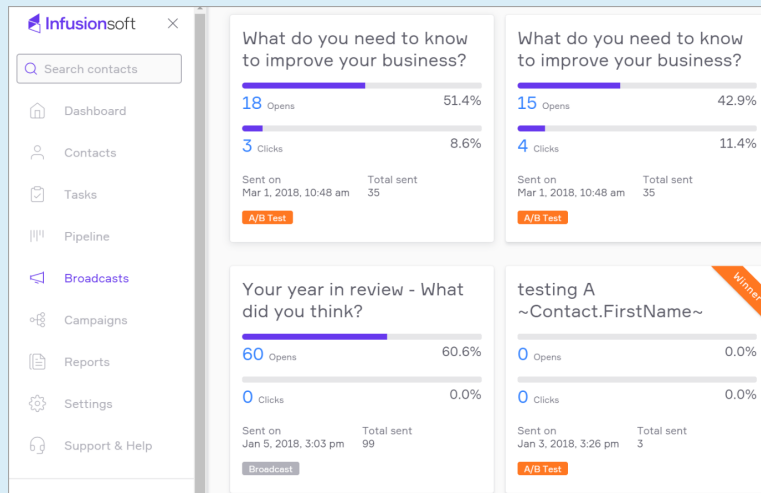 Infusionsoft
Search contacts
Dashboard
Contacts
Tasks
Pipeline
Broadcasts
Campaigns
Reports
Settings
Support & Help
What do you need to know
to improve your business?
18 Opens 51.4%
3 Clicks 8.6%
Sent on Total sent
Mar 1, 2018, 10:48 am 35
A/B Test
What do you need to know
to improve your business?
15 Opens 42.9%
4 Clicks 11.4%
Sent on Total sent
Mar 1, 2018, 10:48 am 35
A/B Test
Your year in review - What
did you think?
60 Opens 60.6%
0 Clicks 0.0%
Sent on Total sent
Jan 5, 2018, 3:03 pm 99
Broadcast
Winner
testing A
~Contact.FirstName~
0 Opens 0.0%
0 Clicks 0.0%
Sent on Total sent
Jan 3, 2018, 3:26 pm 3
A/B Test